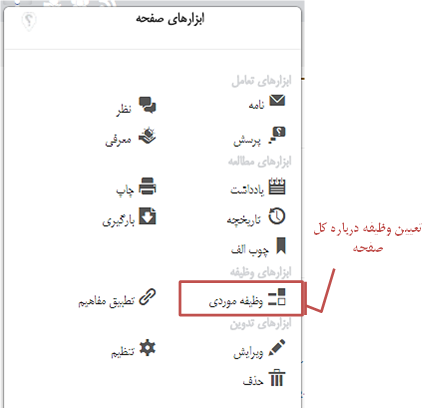 ابزارهای صفحه
؟
ابزارهای تعامل
نامه
نظر
پرسش
معرفی
ابزارهای مطالعه
یادداشت
چاپ
تاریخچه
بارگیری
چوب الف
ابزارهای وظیفه
وظیفه موردی
تطبیق مفاهیم
ابزارهای تدوین
ویرایش
تنظیم
حذف
تعیین وظیفه درباره کل
صفحه